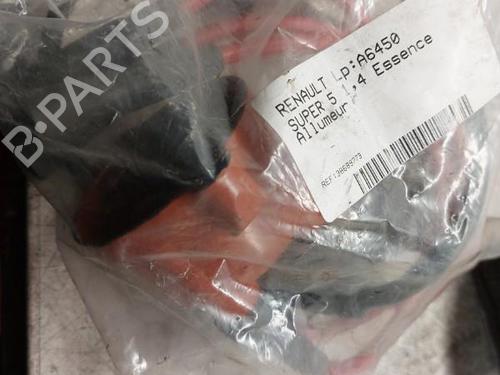 RENAULT Lp:A6450
SUPER 5 1,4 Essence
Allumeur
B-PARTS